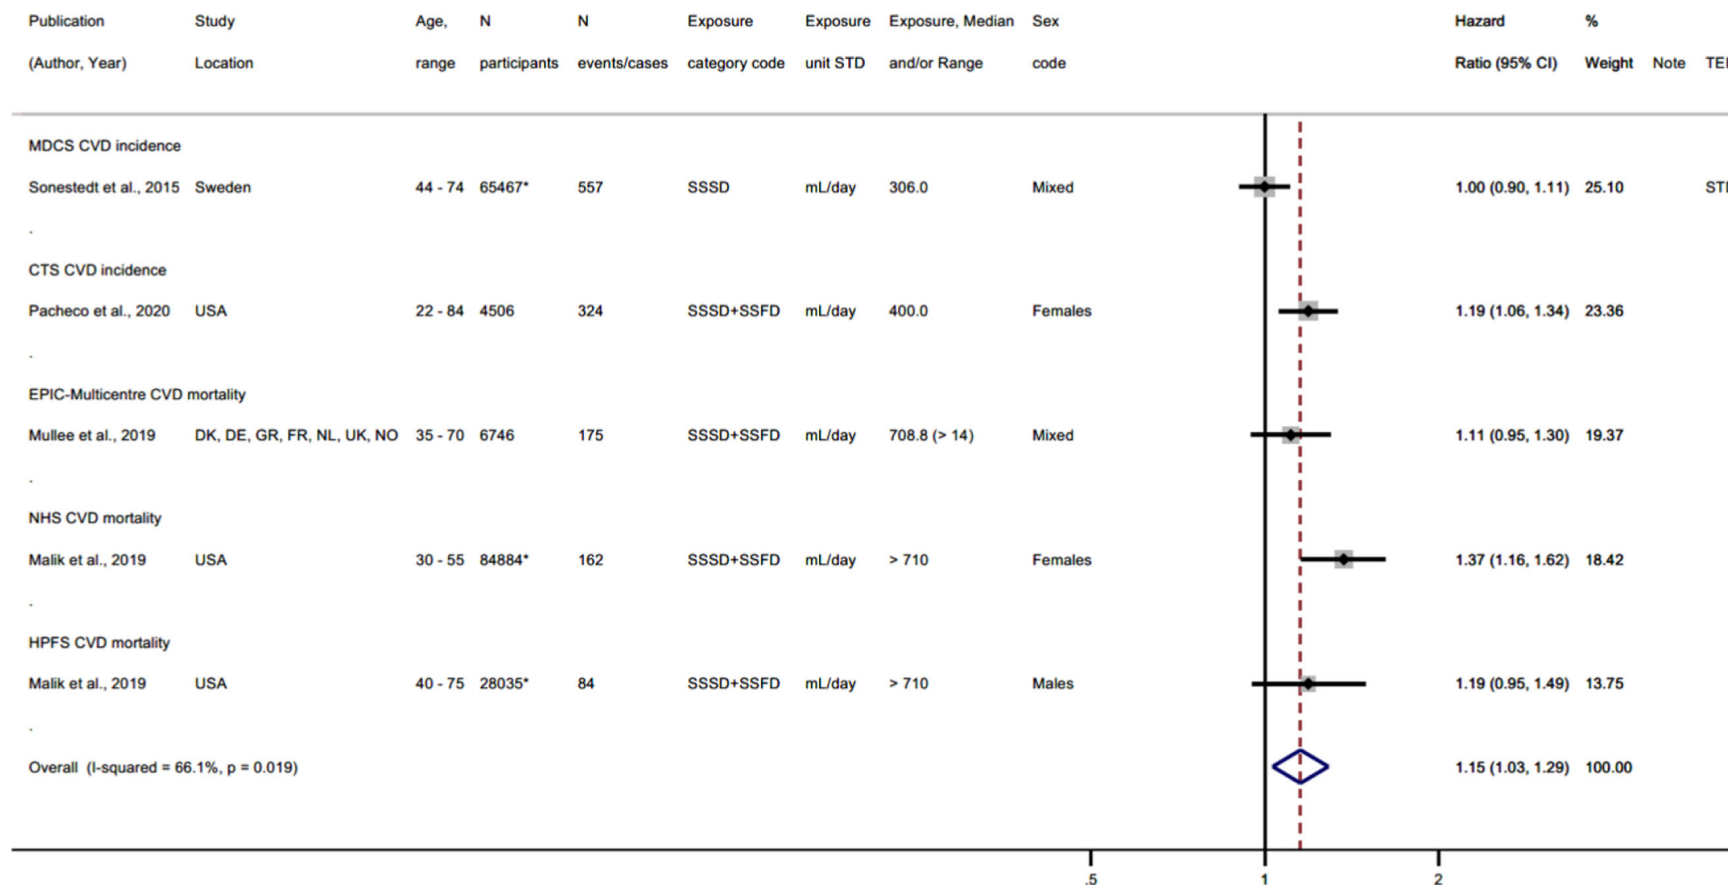 Publication Study Age, N N Exposure Exposure Exposure, Median Sex Hazard %
(Author, Year) Location range participants events/cases category code unit STD and/or Range code Ratio (95% CI) Weight Note TEI
MDCS CVD incidence
Sonestedt et al., 2015 Sweden 44 - 74 65467* 557 SSSD mL/day 306.0 Mixed 1.00 (0.90, 1.11) 25.10
.
CTS CVD incidence
Pacheco et al., 2020 USA 22 - 84 4506 324 SSSD+SSFD mL/day 400.0 Females 1.19 (1.06, 1.34) 23.36
.
EPIC-Multicentre CVD mortality
Mullee et al., 2019 DK, DE, GR, FR, NL, UK, NO 35 - 70 6746 175 SSSD+SSFD mL/day 708.8 (> 14) Mixed 1.11 (0.95, 1.30) 19.37
.
NHS CVD mortality
Malik et al., 2019 USA 30 - 55 84884* 162 SSSD+SSFD mL/day > 710 Females 1.37 (1.16, 1.62) 18.42
.
HPFS CVD mortality
Malik et al., 2019 USA 40 - 75 28035* 84 SSSD+SSFD mL/day > 710 Males 1.19 (0.95, 1.49) 13.75
.
Overall (I-squared = 66.1%, p = 0.019) 1.15 (1.03, 1.29) 100.00
.5 1 2